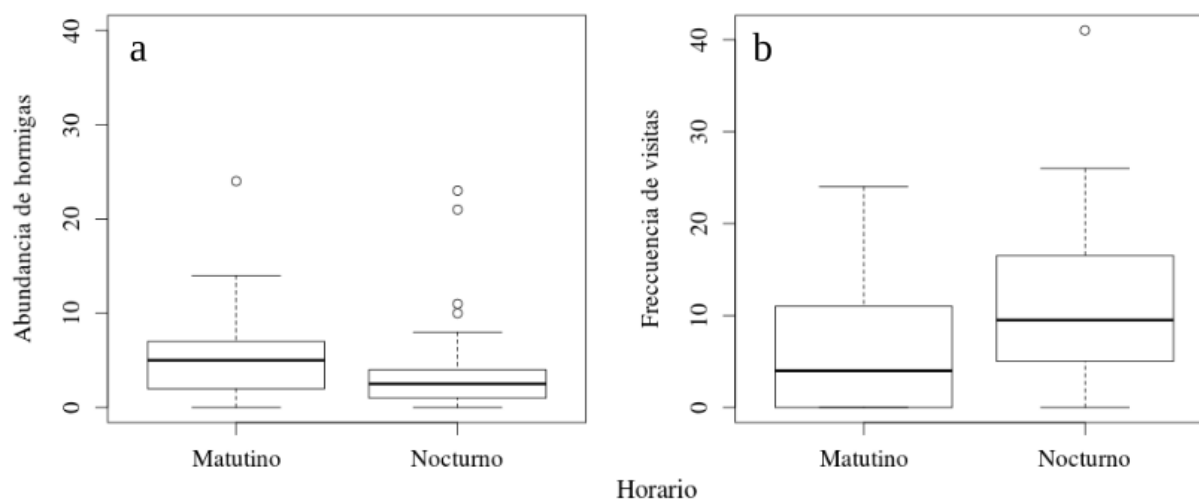 a
Abundancia de hormigas
40
30
20
10
0
Matutino
Nocturno
b
Freccuencia de visitas
40
30
20
10
0
Matutino
Nocturno
Horario